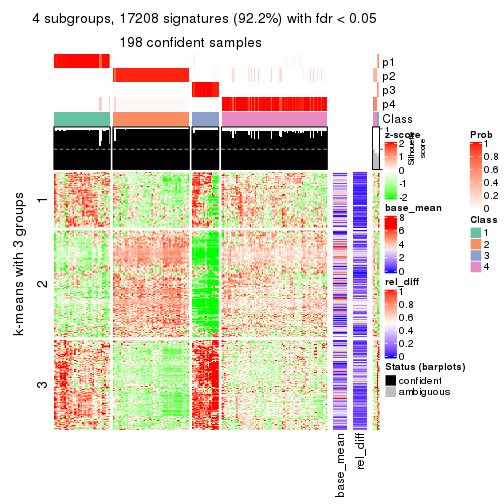 4 subgroups, 17208 signatures (92.2%) with fdr < 0.05
198 confident samples
p1
p2
p3
p4
Class
1
Silhouette
score
z-score
2
1
0
-1
-2
Prob
1
0.8
0.6
0.4
0.2
0
base_mean
8
6
4
2
0
Class
1
2
3
4
rel_diff
1
0.8
0.6
0.4
0.2
0
Status (barplots)
confident
ambiguous
k-means with 3 groups
1
2
3
base_mean
rel_diff